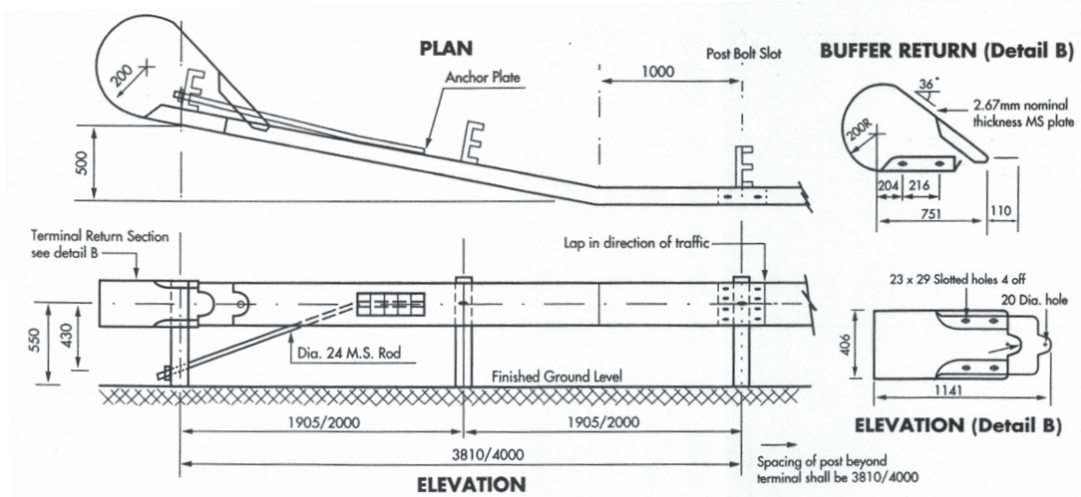 PLAN
Post Bolt Slot
BUFFER RETURN (Detail B)
200
Anchor Plate
1000
36°
2.67mm nominal
thickness MS plate
200R
500
204
216
751
110
Terminal Return Section
see detail B
Lap in direction of traffic
23 x 29 Slotted holes 4 off
20 Dia. hole
550
430
Dia. 24 M.S. Rod
Finished Ground Level
406
1141
1905/2000
1905/2000
ELEVATION (Detail B)
3810/4000
Spacing of post beyond
terminal shall be 3810/4000
ELEVATION